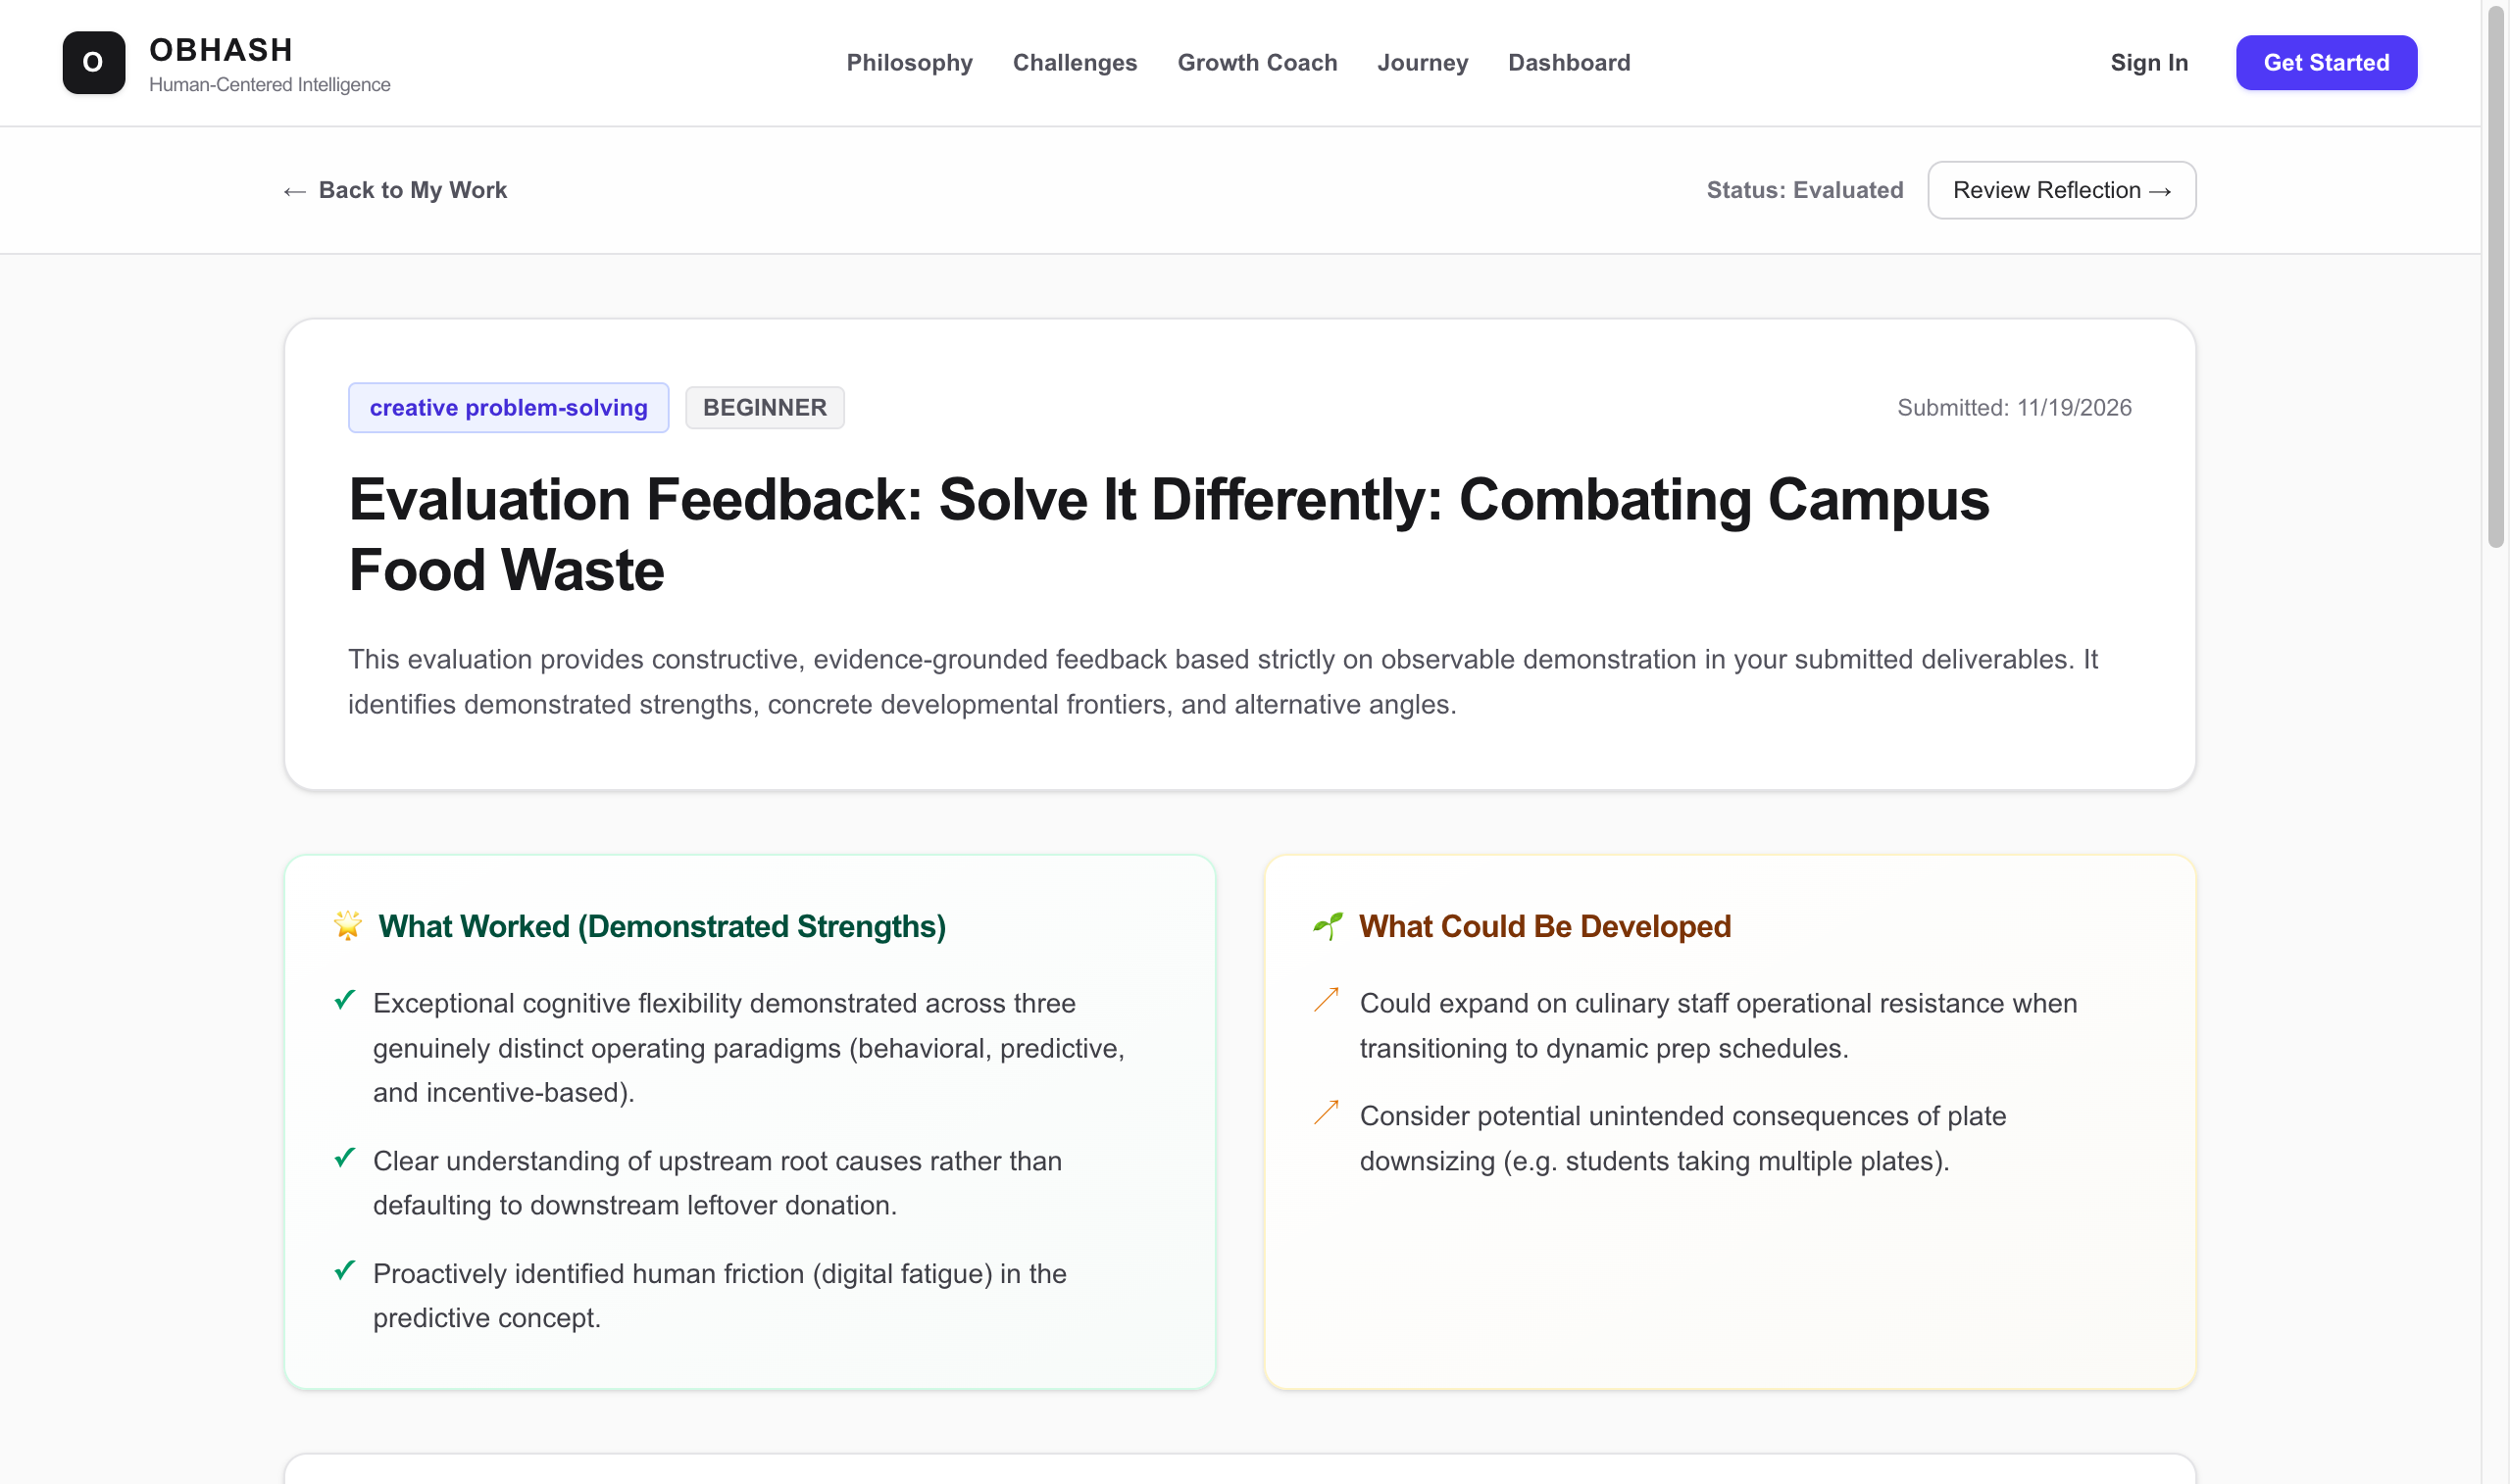 O
OBHASH
Human-Centered Intelligence
Philosophy
Challenges
Growth Coach
Journey
Dashboard
Sign In
Get Started
← Back to My Work
Status: Evaluated
Review Reflection →
creative problem-solving
BEGINNER
Submitted: 11/19/2026
Evaluation Feedback: Solve It Differently: Combating Campus
Food Waste
This evaluation provides constructive, evidence-grounded feedback based strictly on observable demonstration in your submitted deliverables. It
identifies demonstrated strengths, concrete developmental frontiers, and alternative angles.
🌟 What Worked (Demonstrated Strengths)
✓ Exceptional cognitive flexibility demonstrated across three
genuinely distinct operating paradigms (behavioral, predictive,
and incentive-based).
✓ Clear understanding of upstream root causes rather than
defaulting to downstream leftover donation.
✓ Proactively identified human friction (digital fatigue) in the
predictive concept.
🌱 What Could Be Developed
↗ Could expand on culinary staff operational resistance when
transitioning to dynamic prep schedules.
↗ Consider potential unintended consequences of plate
downsizing (e.g. students taking multiple plates).